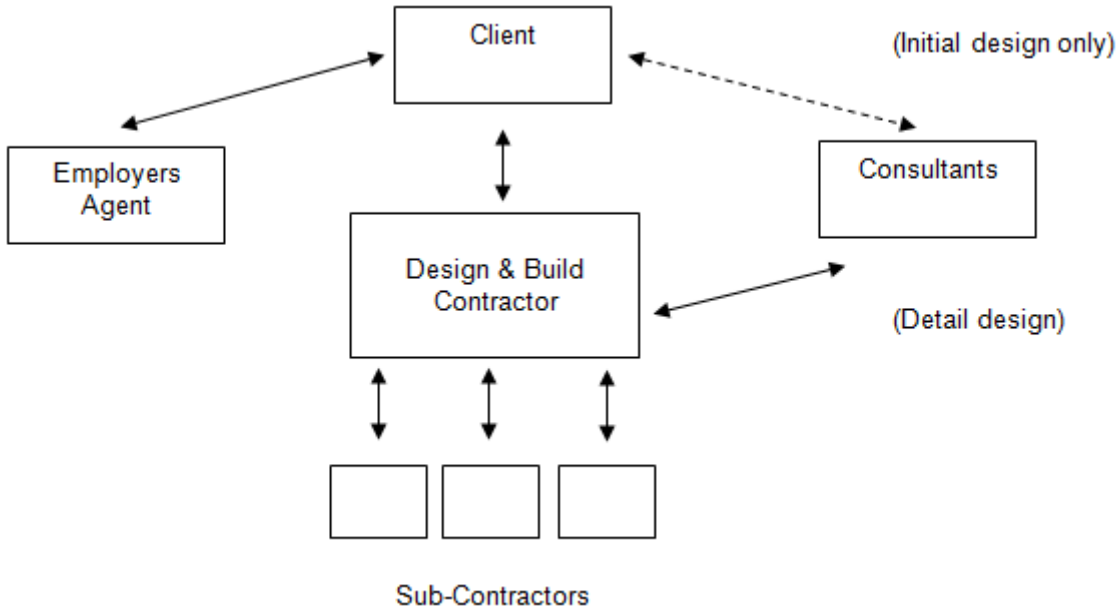 Client
(Initial design only)
Employers
Agent
Consultants
Design & Build
Contractor
(Detail design)
Sub-Contractors